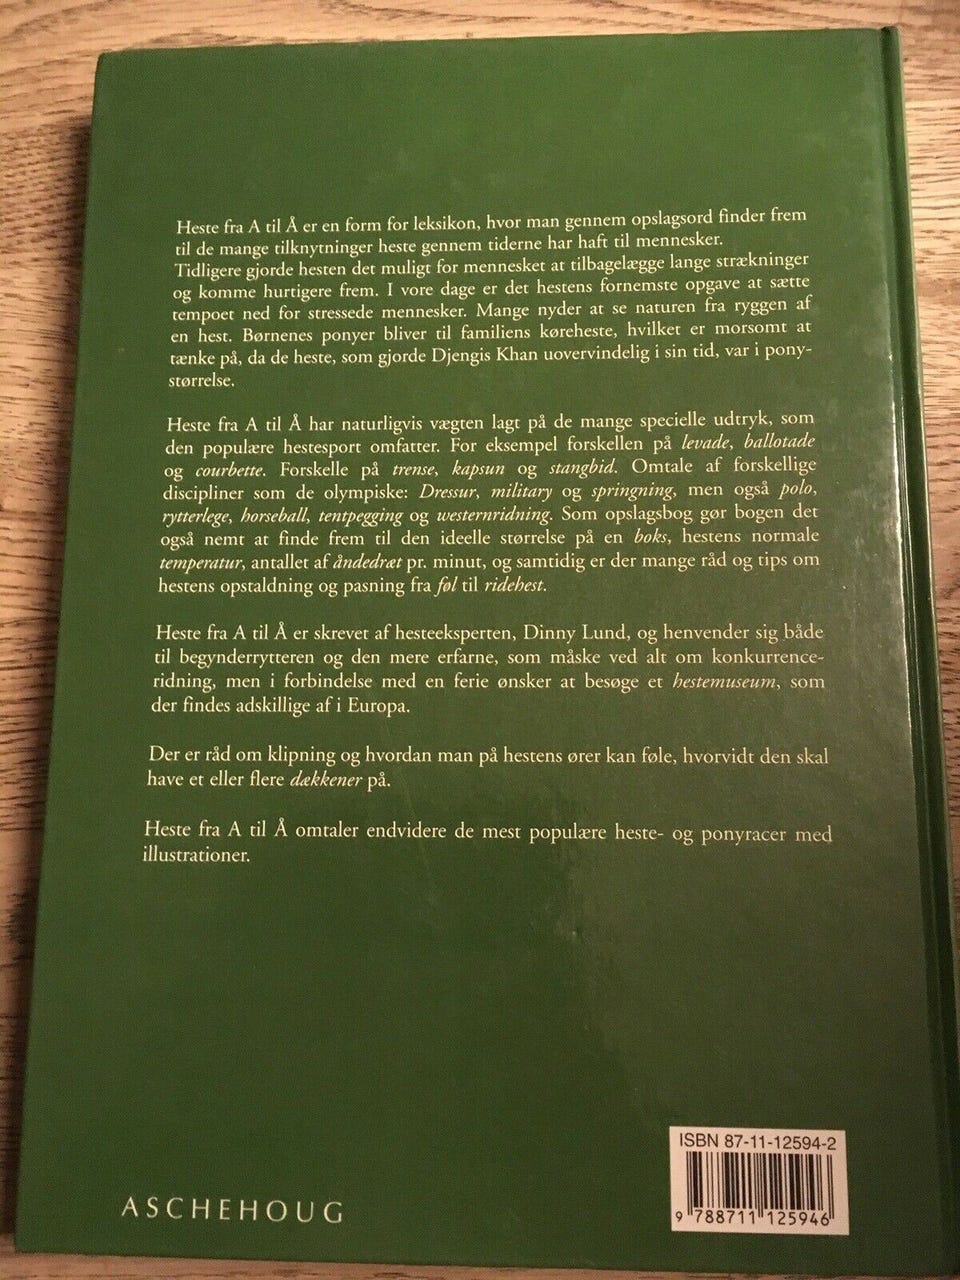 Heste fra A til Å er en form for leksikon, hvor man gennem opslagsord finder frem
til de mange tilknytninger heste gennem tiderne har haft til mennesker.
Tidligere gjorde hesten det muligt for mennesket at tilbagelægge lange strækninger
og komme hurtigere frem. I vore dage er det hestens fornemste opgave at sætte
tempoet ned for stressede mennesker. Mange nyder at se naturen fra ryggen af
en hest. Børnenes ponyer bliver til familiens køreheste, hvilket er morsomt at
tænke på, da de heste, som gjorde Djengis Khan uovervindelig i sin tid, var i pony-
størrelse.
Heste fra A til Å har naturligvis vægten lagt på de mange specielle udtryk, som
den populære hestesport omfatter. For eksempel forskellen på levade, ballotade
og courbette. Forskelle på trense, kapsun og stangbid. Omtale af forskellige
discipliner som de olympiske: Dressur, military og springning, men også polo,
rytterlege, horseball, tentpegging og westernridning. Som opslagsbog gør bogen det
også nemt at finde frem til den ideelle størrelse på en boks, hestens normale
temperatur, antallet af åndedræt pr. minut, og samtidig er der mange råd og tips om
hestens opstaldning og pasning fra føl til ridehest.
Heste fra A til Å er skrevet af hesteeksperten, Dinny Lund, og henvender sig både
til begynderrytteren og den mere erfarne, som måske ved alt om konkurrence-
ridning, men i forbindelse med en ferie ønsker at besøge et hestemuseum, som
der findes adskillige af i Europa.
Der er råd om klipning og hvordan man på hestens ører kan føle, hvorvidt den skal
have et eller flere dækkener på.
Heste fra A til Å omtaler endvidere de mest populære heste- og ponyracer med
illustrationer.
ISBN 87-11-12594-2
9 788711 125946
ASCHEHOUG